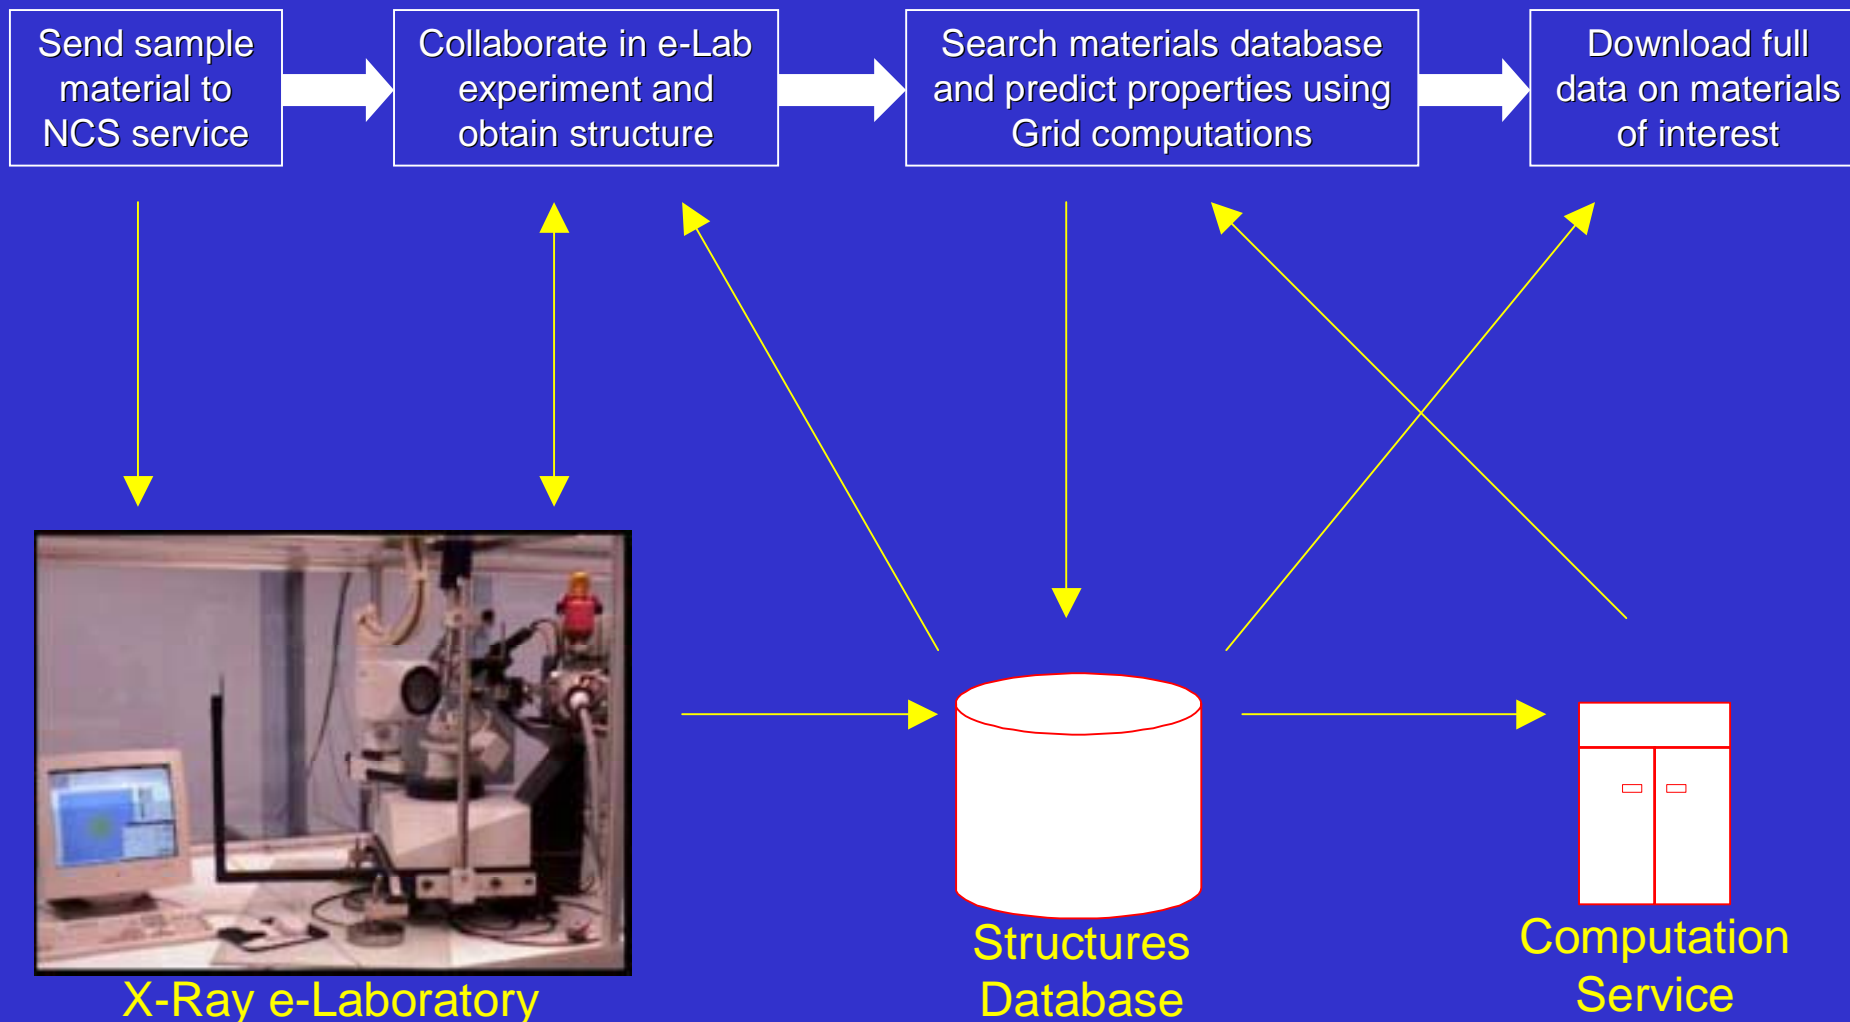 Send sample
material to
NCS service
Collaborate in e-Lab
experiment and
obtain structure
Search materials database
and predict properties using
Grid computations
Download full
data on materials
of interest
X-Ray e-Laboratory
Structures
Database
Computation
Service